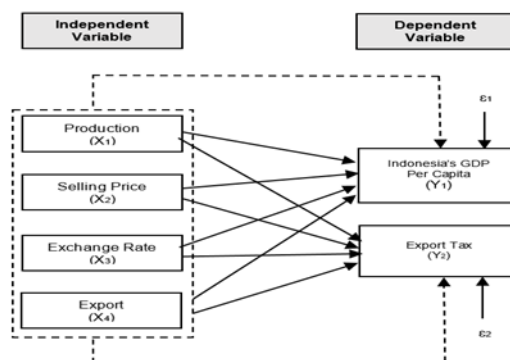 Independent
Variable
Dependent
Variable
ε1
Production
(X1)
Indonesia's GDP
Per Capita
(Y1)
Selling Price
(X2)
Exchange Rate
(X3)
Export Tax
(Y2)
Export
(X4)
ε2